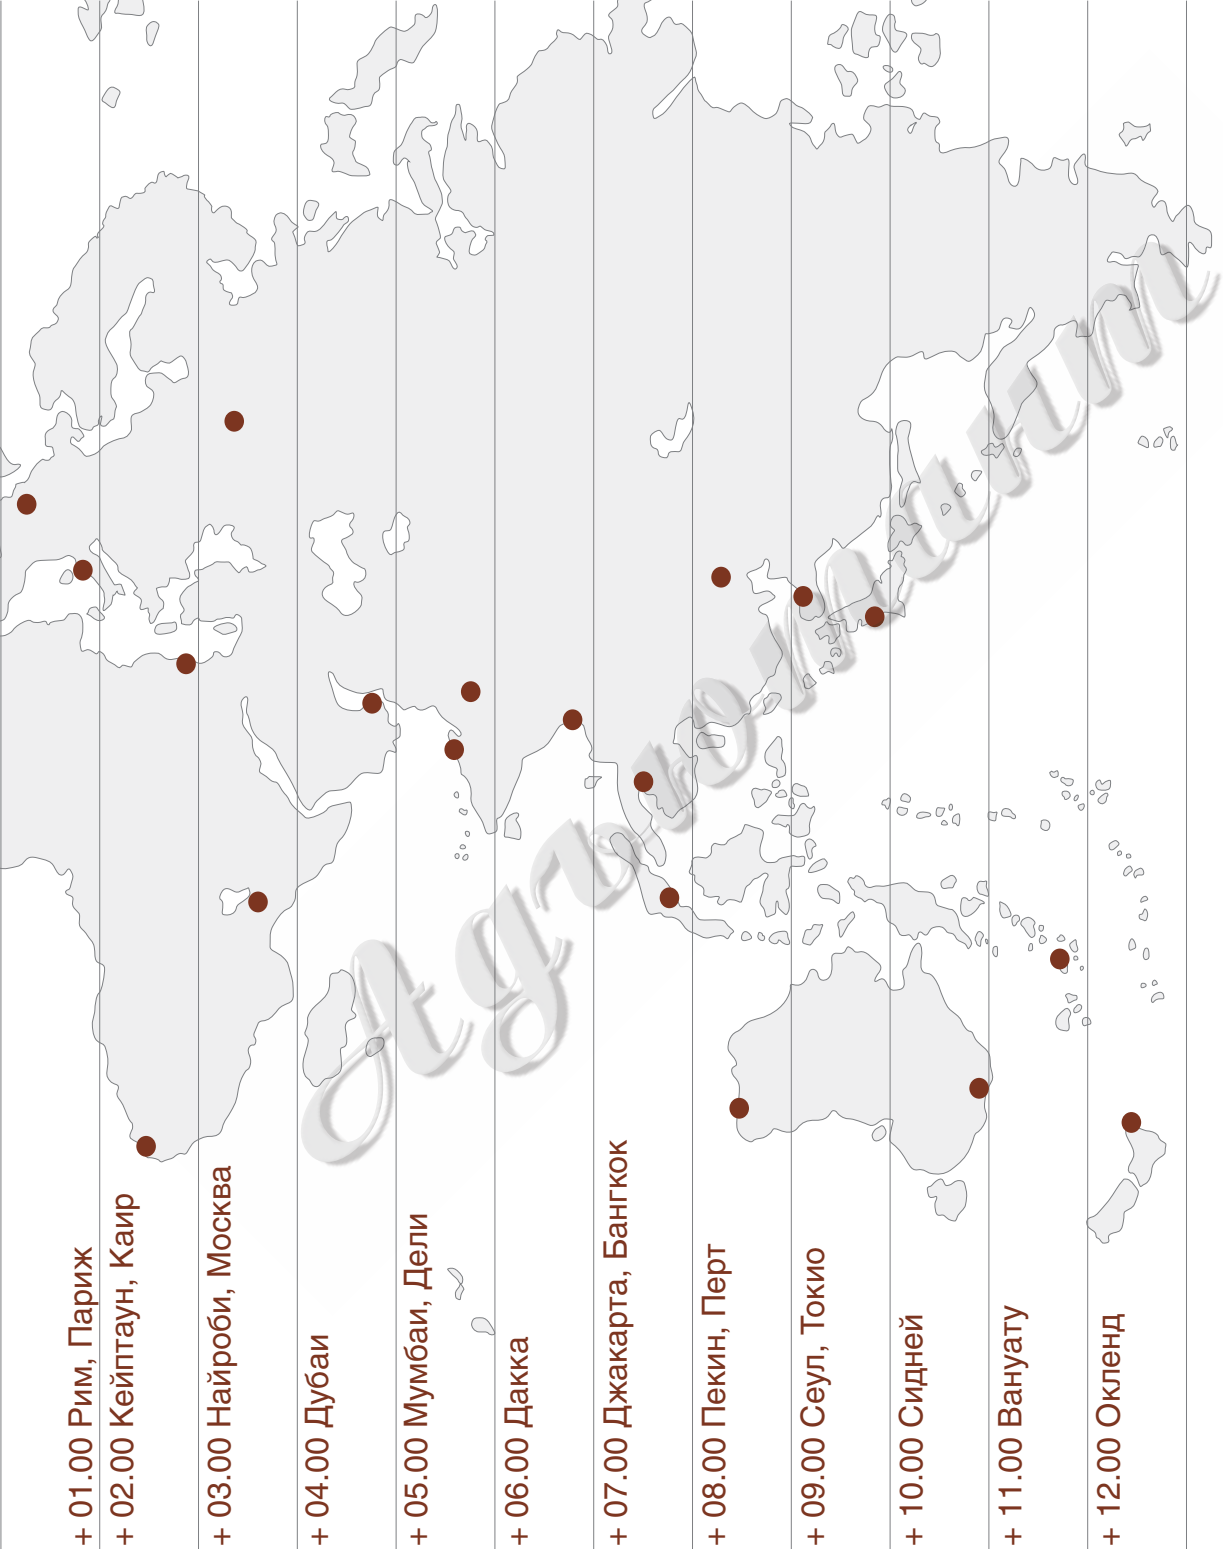 + 01.00 Рим, Париж
+ 02.00 Кейптаун, Каир
+ 03.00 Найроби, Москва
+ 04.00 Дубаи
+ 05.00 Мумбаи, Дели
+ 06.00 Дакка
+ 07.00 Джакарта, Бангкок
+ 08.00 Пекин, Перт
+ 09.00 Сеул, Токио
+ 10.00 Сидней
+ 11.00 Вануату
+ 12.00 Окленд
Agromanam